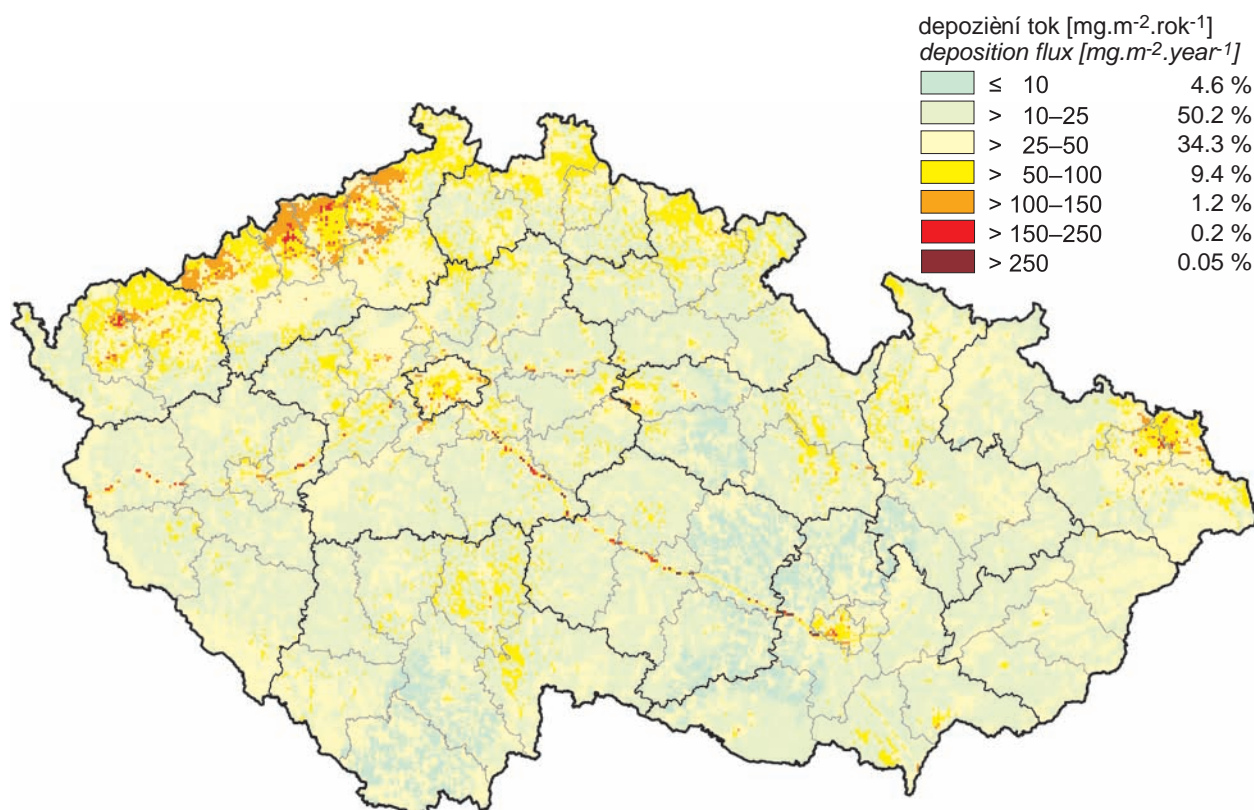 depozièní tok [mg.m-2.rok-1]
deposition flux [mg.m-2.year-1]
≤ 10 4.6 %
> 10–25 50.2 %
> 25–50 34.3 %
> 50–100 9.4 %
> 100–150 1.2 %
> 150–250 0.2 %
> 250 0.05 %